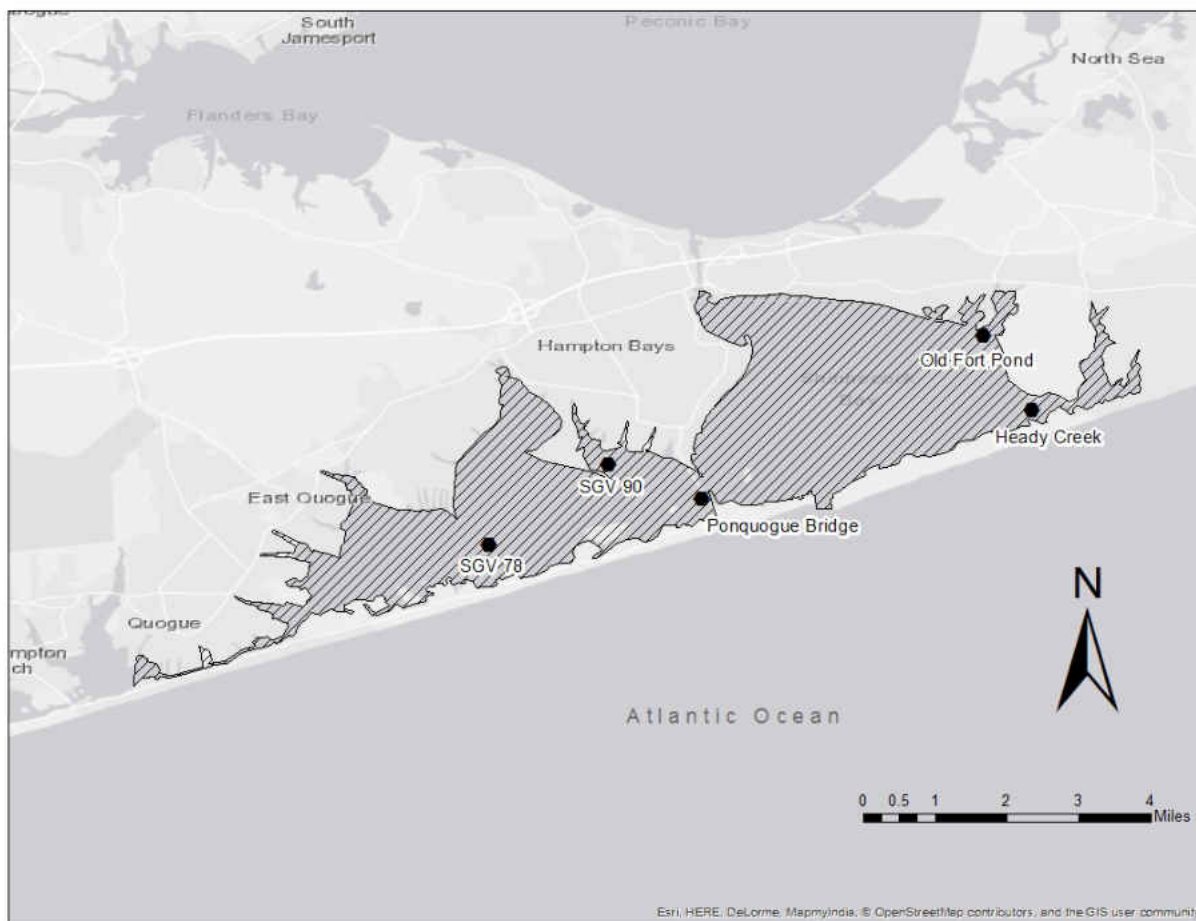 South
Jamesport
Peconic Bay
North Sea
Flanders Bay
Hampton Bays
Old Fort Pond
Heady Creek
SGV 90
East Quogue
Ponquogue Bridge
SGV 78
Quogue
N
Atlantic Ocean
0 0.5 1 2 3 4
Miles
Esri, HERE, DeLorme, MapmyIndia, © OpenStreetMap contributors, and the GIS user communit